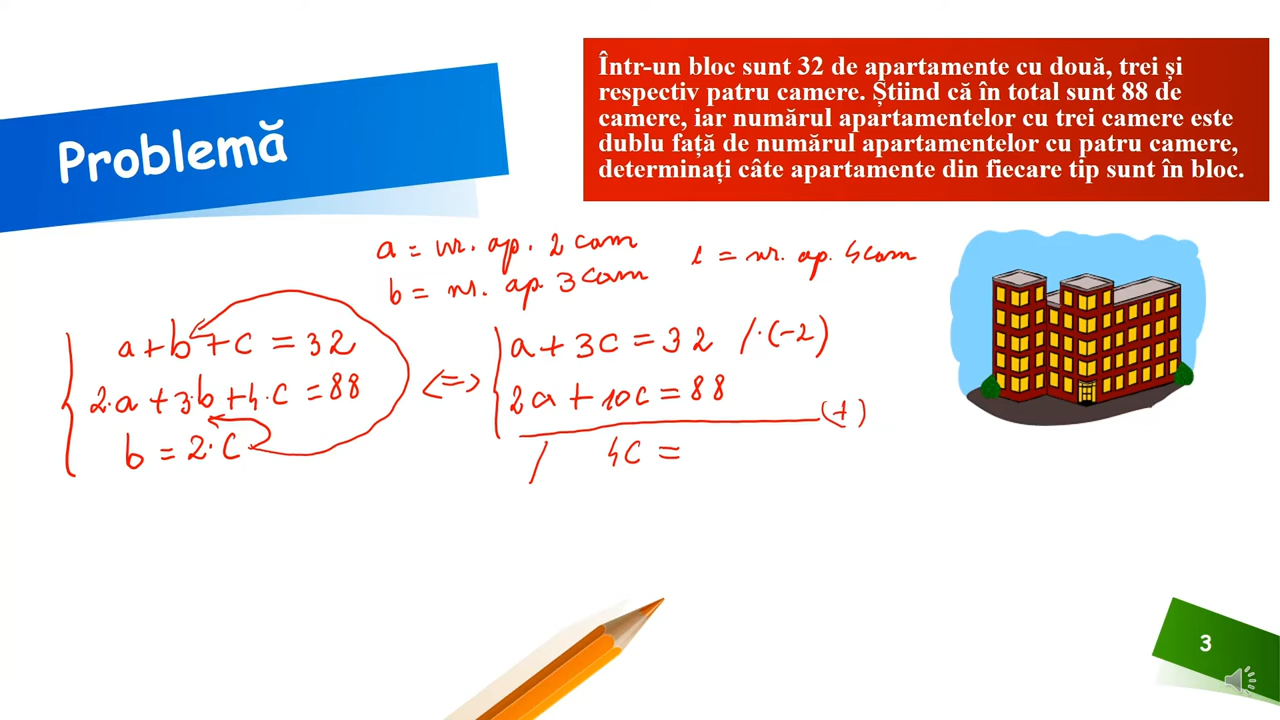 Problemă
Într-un bloc sunt 32 de apartamente cu două, trei și
respectiv patru camere. Știind că în total sunt 88 de
camere, iar numărul apartamentelor cu trei camere este
dublu față de numărul apartamentelor cu patru camere,
determinați câte apartamente din fiecare tip sunt în bloc.
a = nr. ap. 2 cam
c = nr. ap. 4 cam
b = nr. ap. 3 cam
a+b+c = 32
2·a+3·b+4·c = 88
b = 2·c
<=>
a+3c = 32 /·(-2)
2a+10c = 88
(+)
/ 4c =
3